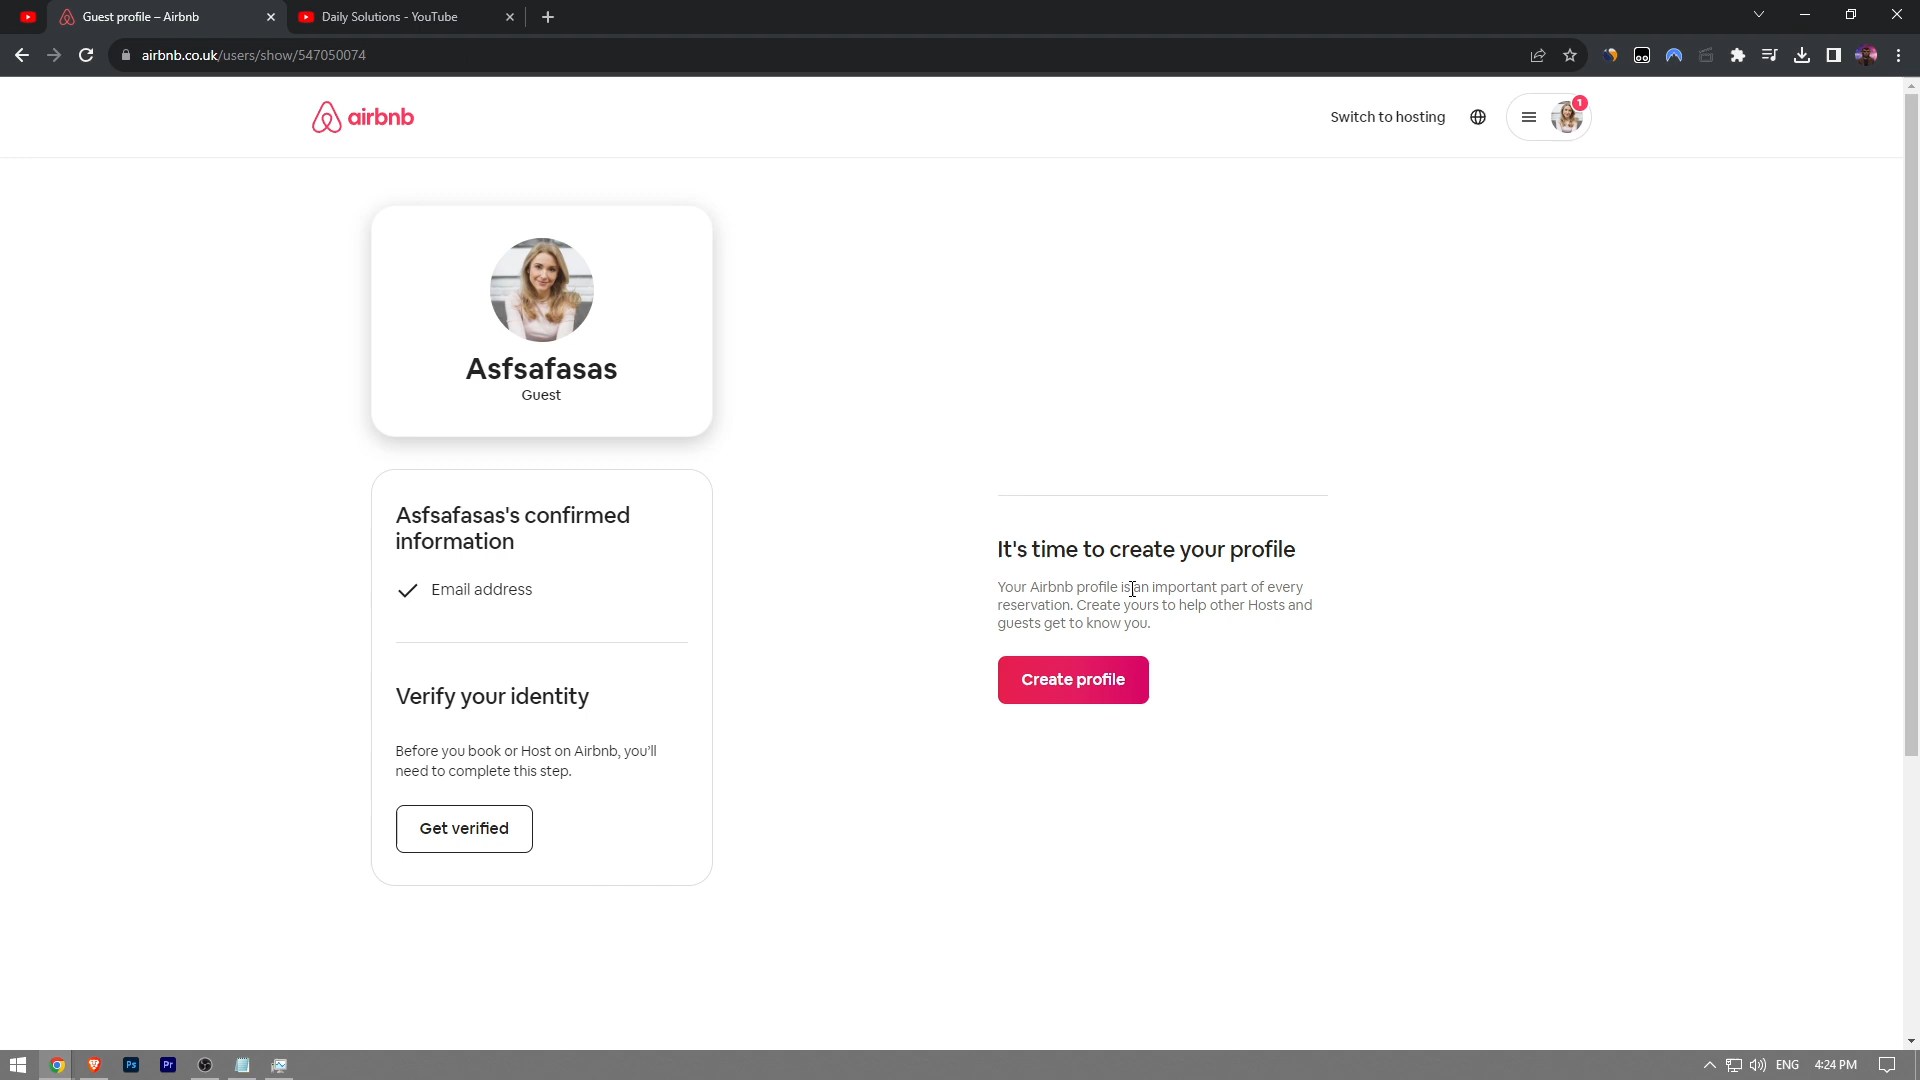 Guest profile – Airbnb
Daily Solutions - YouTube
airbnb.co.uk/users/show/547050074
airbnb
Switch to hosting
1
Asfsafasas
Guest
Asfsafasas's confirmed
information
Email address
Verify your identity
Before you book or Host on Airbnb, you'll
need to complete this step.
Get verified
It's time to create your profile
Your Airbnb profile is an important part of every
reservation. Create yours to help other Hosts and
guests get to know you.
Create profile
Ps
Pr
ENG
4:24 PM